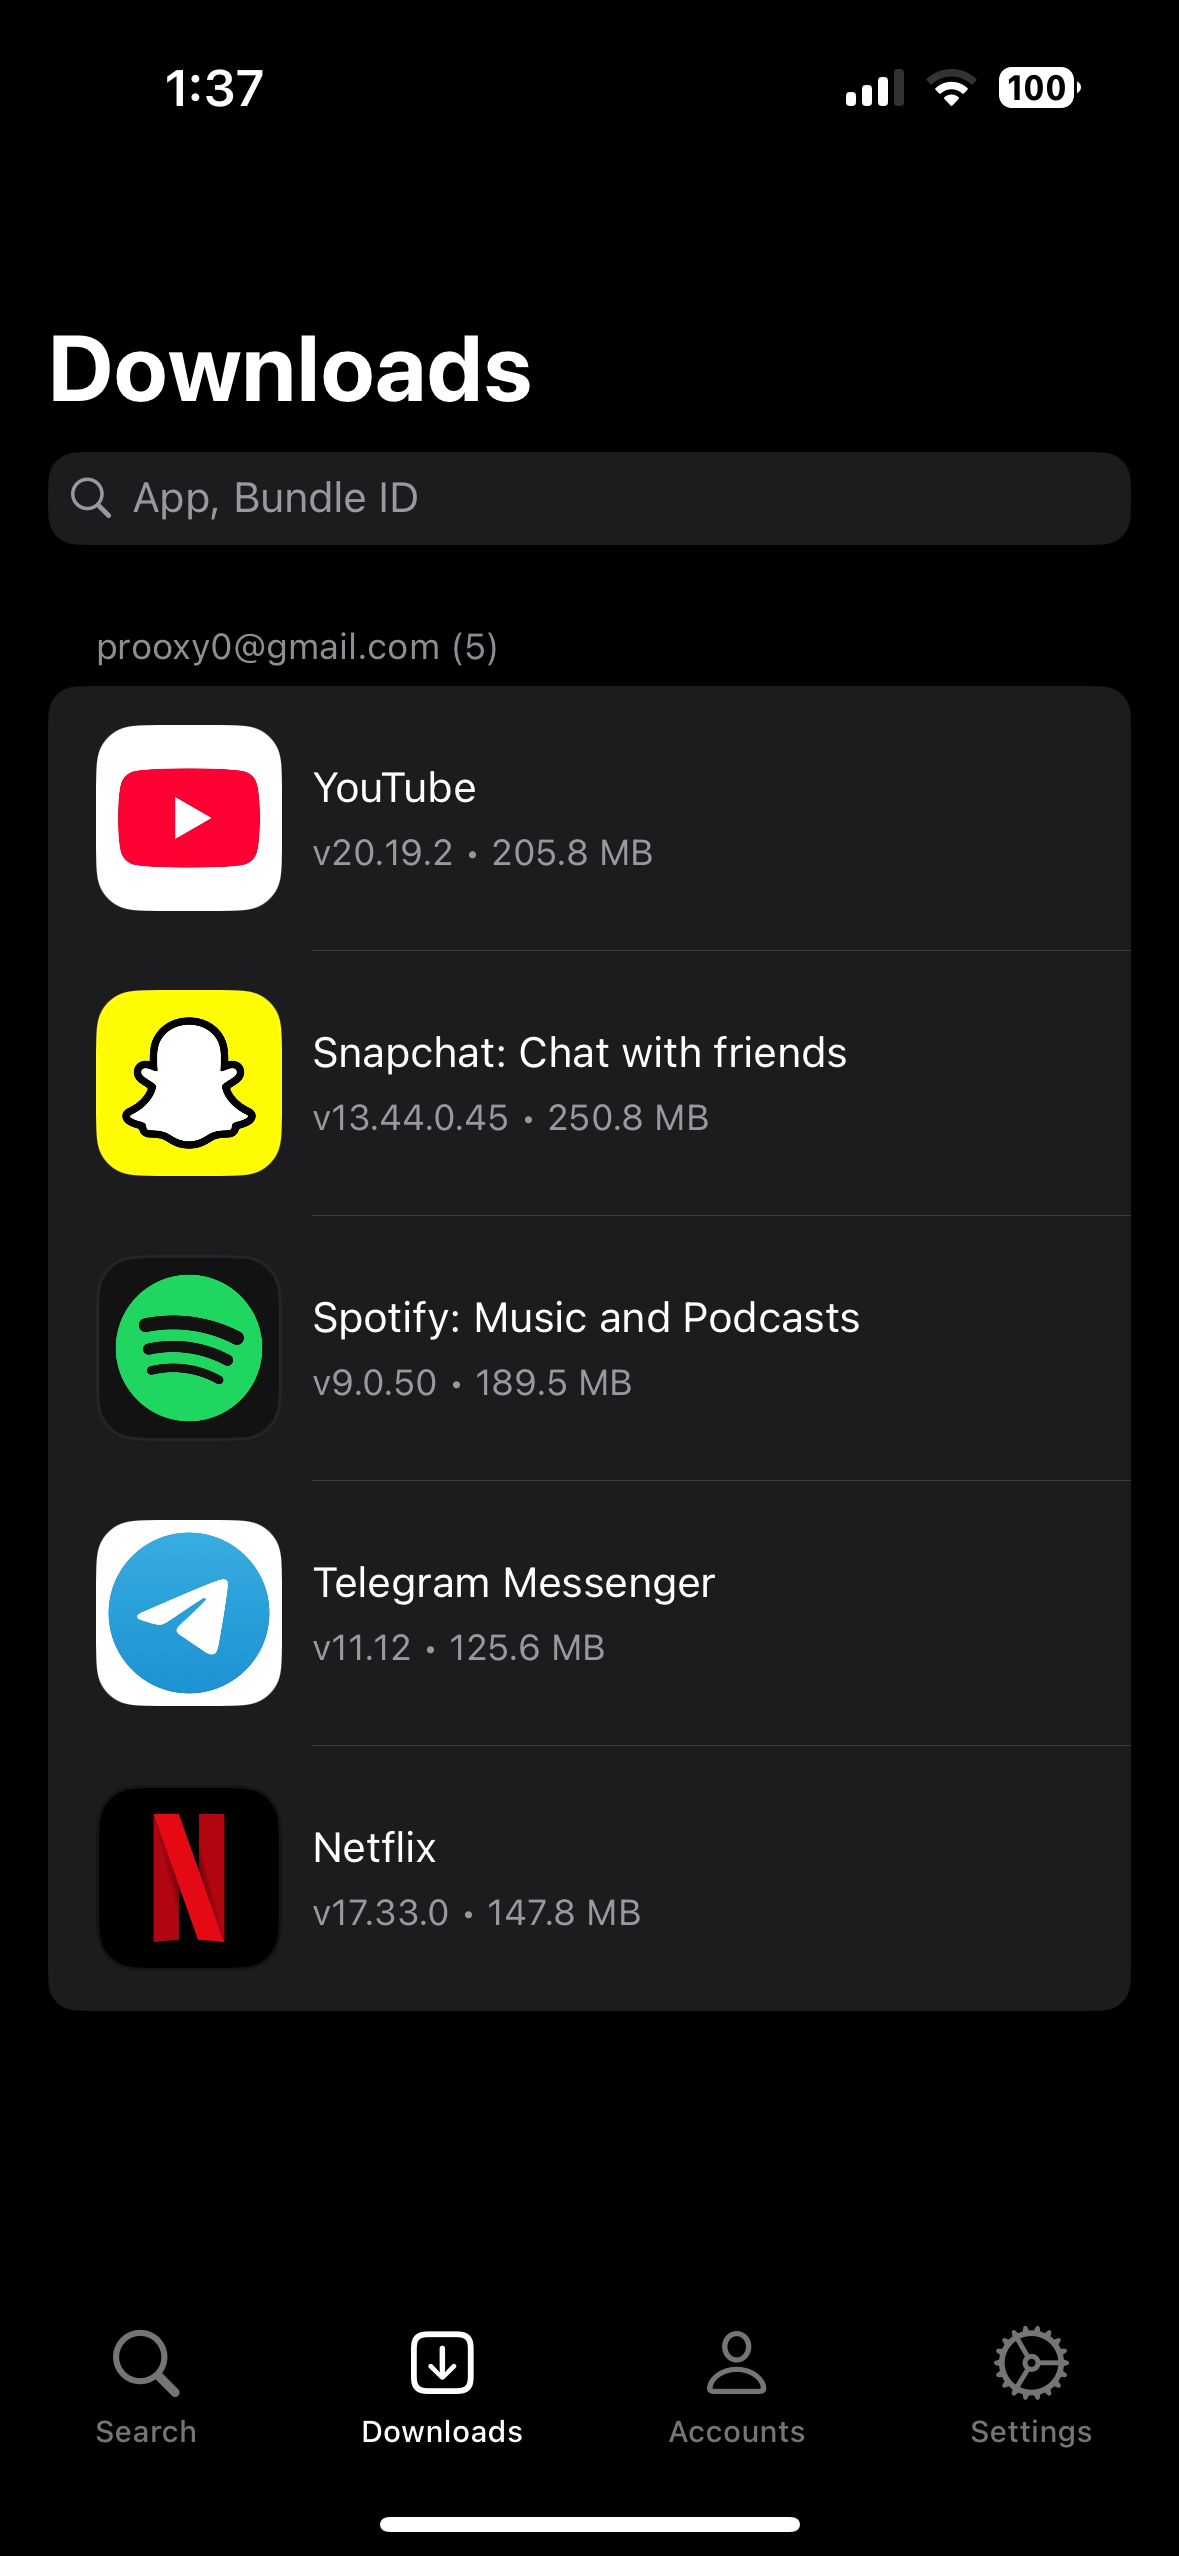 1:37
100
Downloads
App, Bundle ID
prooxy0@gmail.com (5)
YouTube
v20.19.2 • 205.8 MB
Snapchat: Chat with friends
v13.44.0.45 • 250.8 MB
Spotify: Music and Podcasts
v9.0.50 • 189.5 MB
Telegram Messenger
v11.12 • 125.6 MB
Netflix
v17.33.0 • 147.8 MB
Search
Downloads
Accounts
Settings